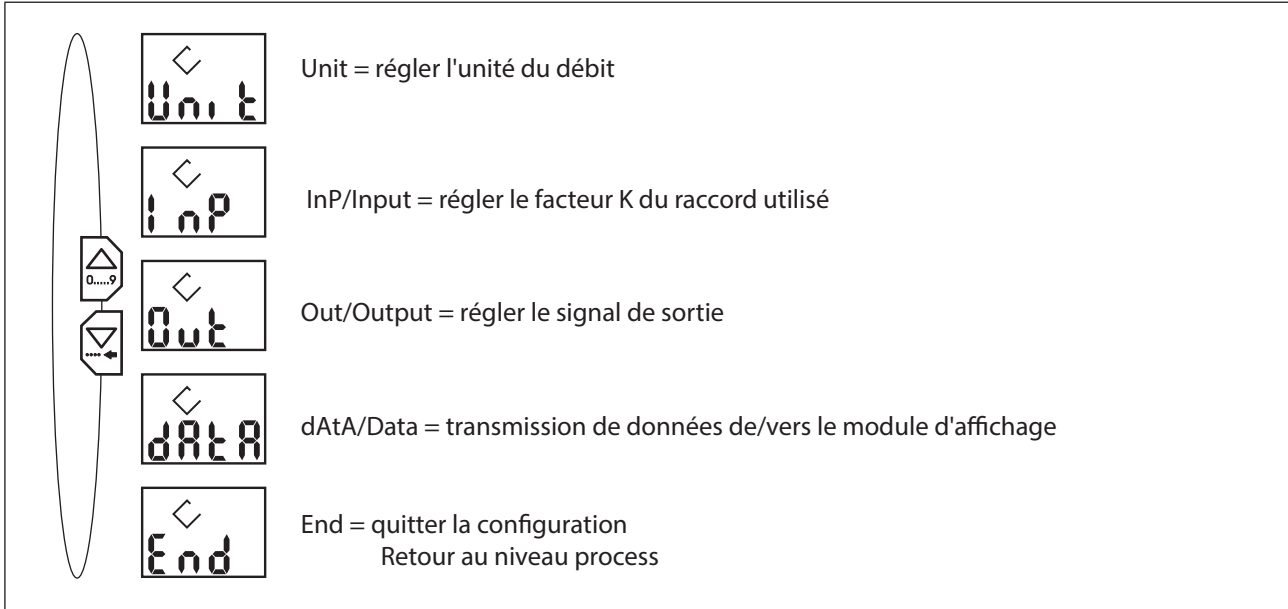 Unit
Unit = régler l'unité du débit
InP
InP/Input = régler le facteur K du raccord utilisé
0.....9
Out
Out/Output = régler le signal de sortie
dAtA
dAtA/Data = transmission de données de/vers le module d'affichage
End
End = quitter la configuration
Retour au niveau process